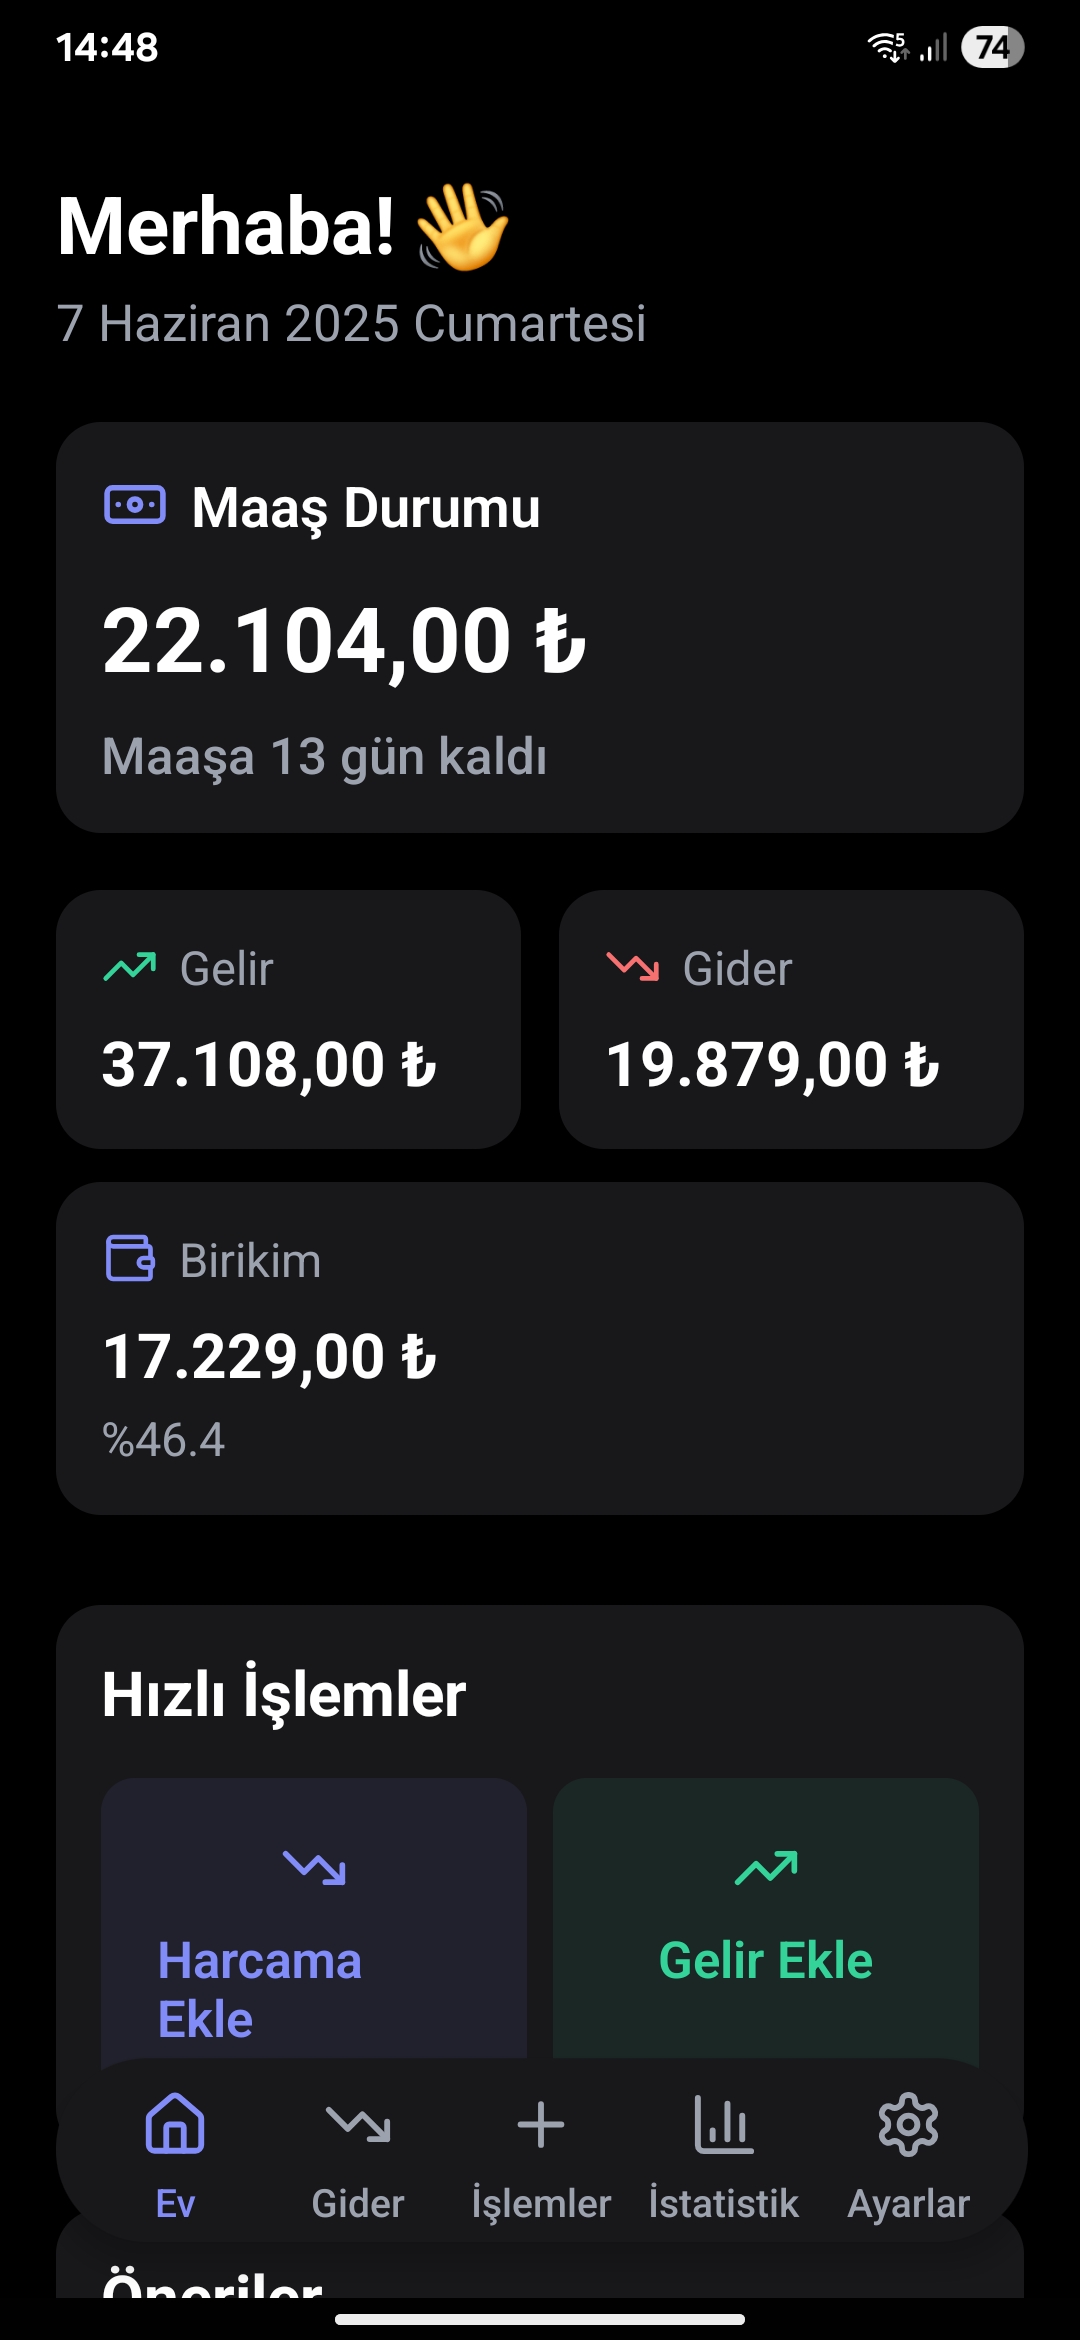 14:48
5
74
Merhaba! 👋
7 Haziran 2025 Cumartesi
Maaş Durumu
22.104,00 ₺
Maaşa 13 gün kaldı
Gelir
37.108,00 ₺
Gider
19.879,00 ₺
Birikim
17.229,00 ₺
%46.4
Hızlı İşlemler
Harcama
Ekle
Gelir Ekle
Ev
Gider
İşlemler
İstatistik
Ayarlar
Öneriler